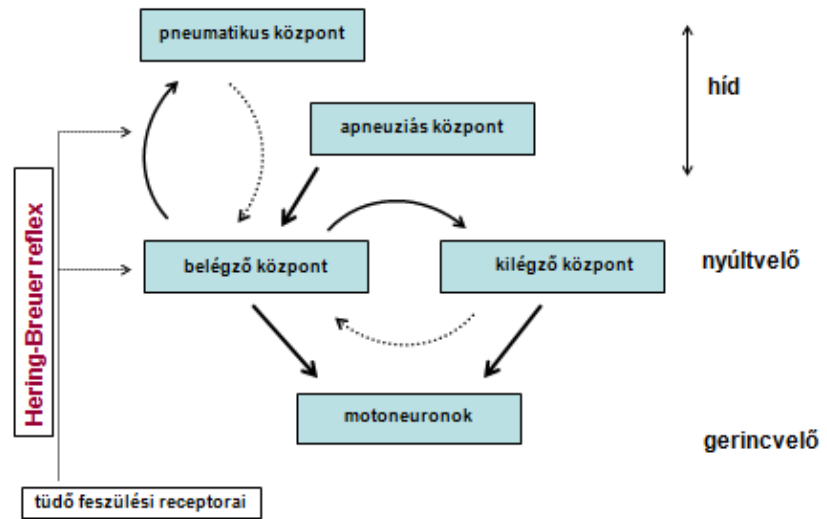 pneumatikus központ
híd
apneuziás központ
Hering-Breuer reflex
belégző központ
kilégző központ
nyúltvelő
motoneuronok
gerincvelő
tüdő feszülési receptorai